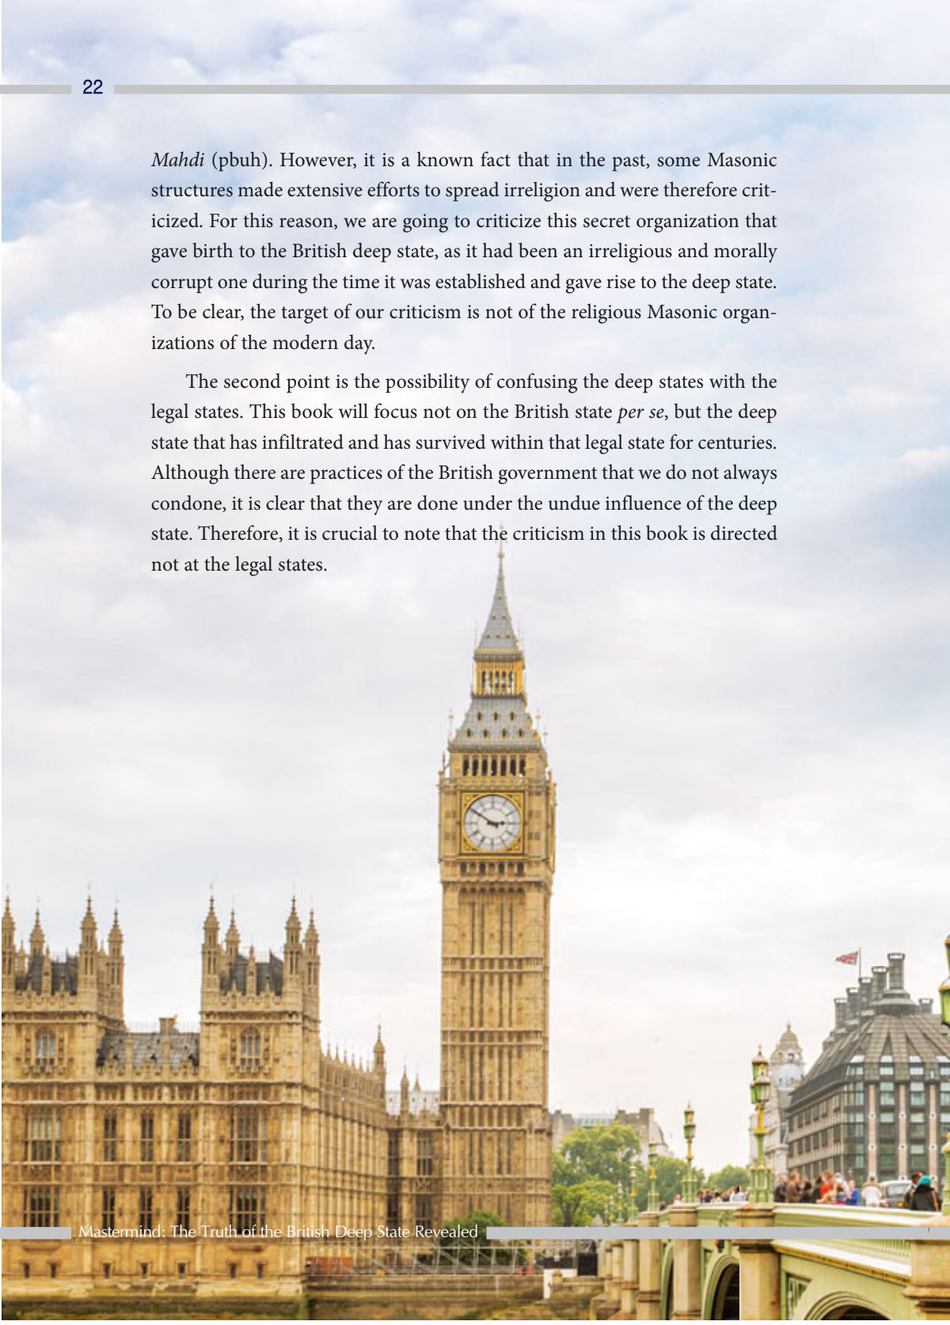 22
Mahdi (pbuh). However, it is a known fact that in the past, some Masonic
structures made extensive efforts to spread irreligion and were therefore crit-
icized. For this reason, we are going to criticize this secret organization that
gave birth to the British deep state, as it had been an irreligious and morally
corrupt one during the time it was established and gave rise to the deep state.
To be clear, the target of our criticism is not of the religious Masonic organ-
izations of the modern day.
The second point is the possibility of confusing the deep states with the
legal states. This book will focus not on the British state per se, but the deep
state that has infiltrated and has survived within that legal state for centuries.
Although there are practices of the British government that we do not always
condone, it is clear that they are done under the undue influence of the deep
state. Therefore, it is crucial to note that the criticism in this book is directed
not at the legal states.
Mastermind: The Truth of the British Deep State Revealed